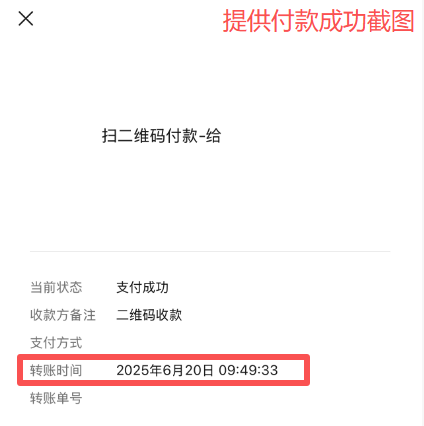 提供付款成功截图
扫二维码付款-给
当前状态 支付成功
收款方备注 二维码收款
支付方式
转账时间 2025年6月20日 09:49:33
转账单号